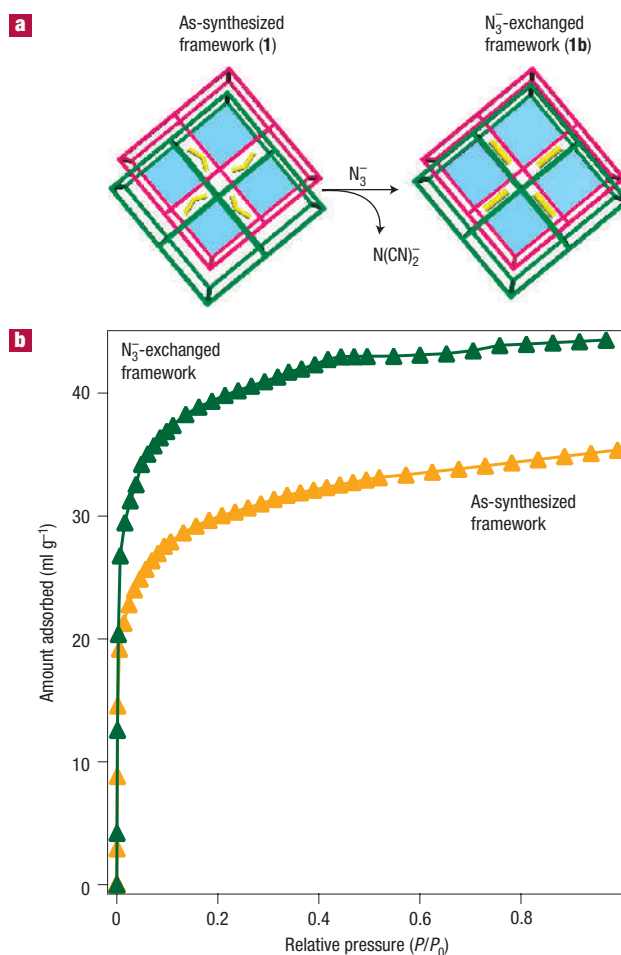 a
As-synthesized
framework (1)
N₃⁻-exchanged
framework (1b)
N₃⁻
N(CN)₂⁻
b
N₃⁻-exchanged
framework
As-synthesized
framework
40
30
20
10
0
Amount adsorbed (ml g⁻¹)
0
0.2
0.4
0.6
0.8
Relative pressure (P/P₀)